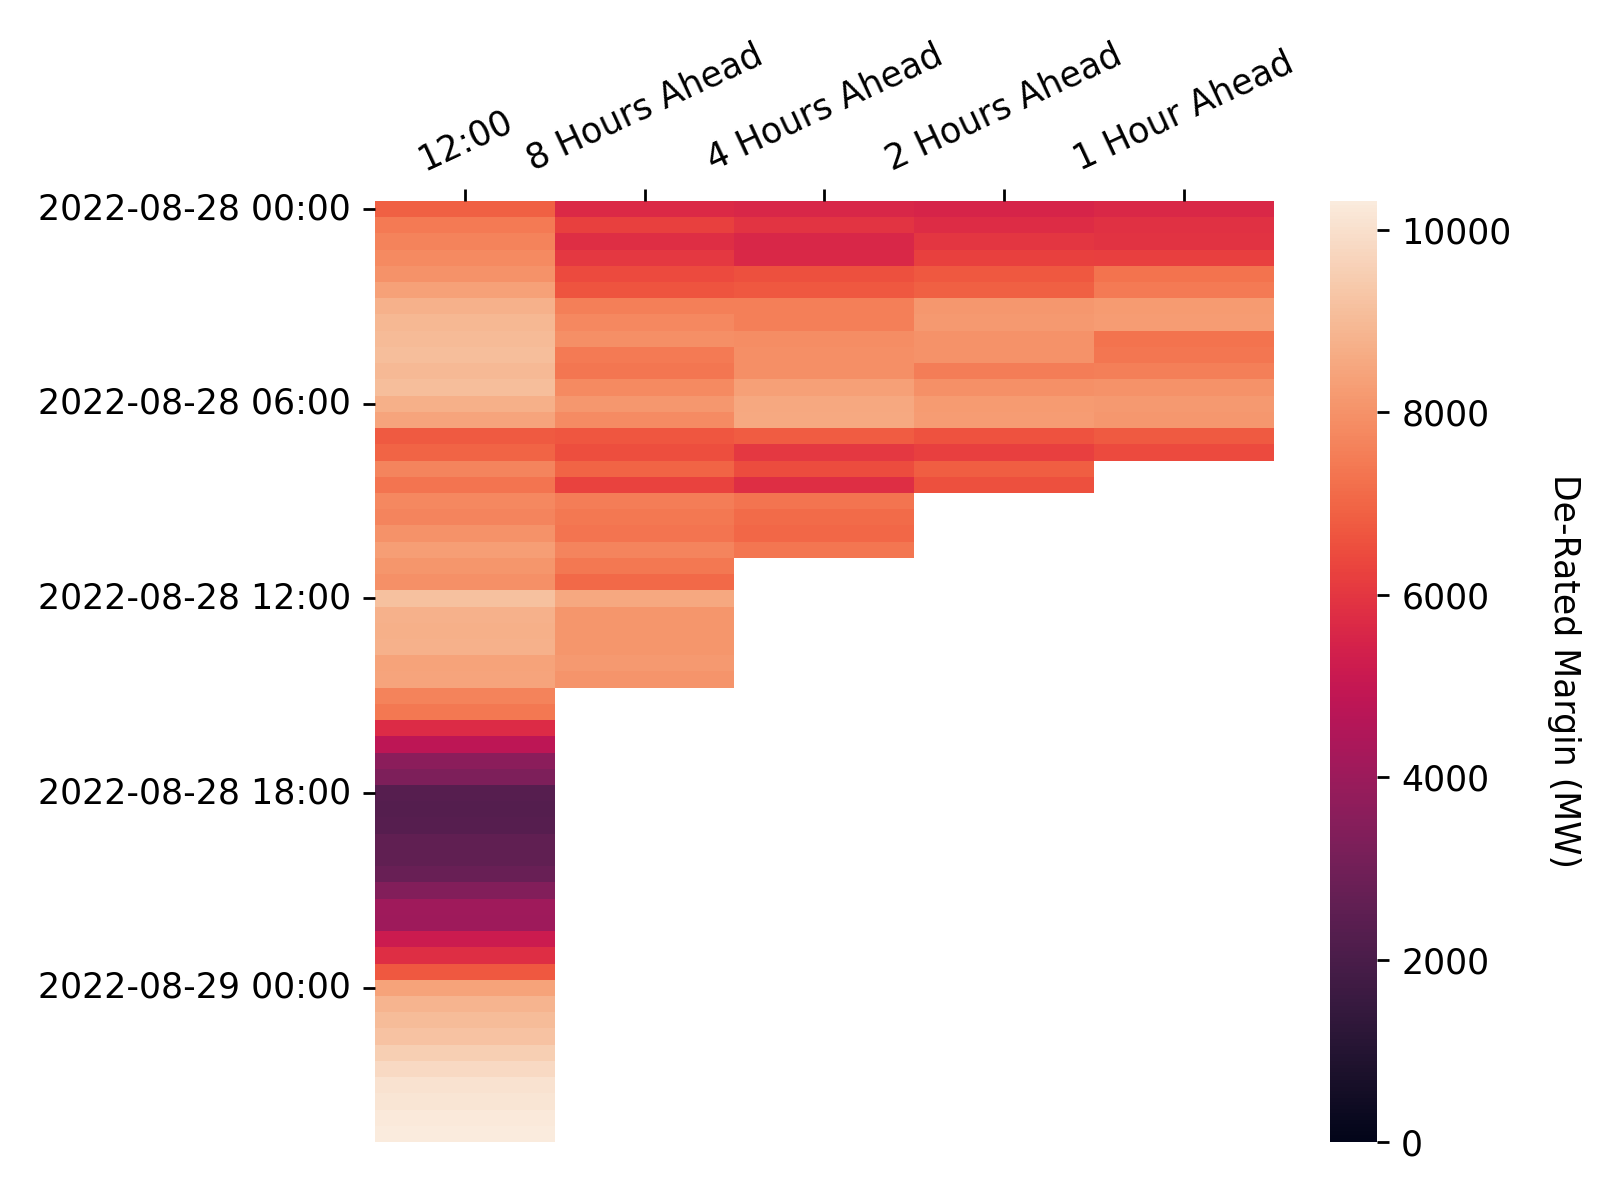 12:00
8 Hours Ahead
4 Hours Ahead
2 Hours Ahead
1 Hour Ahead
2022-08-28 00:00
2022-08-28 06:00
2022-08-28 12:00
2022-08-28 18:00
2022-08-29 00:00
10000
8000
6000
4000
2000
0
De-Rated Margin (MW)